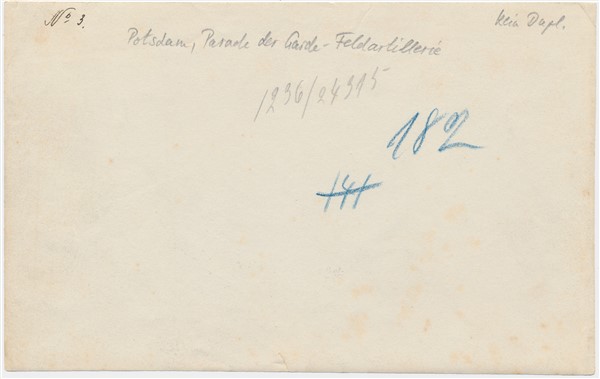 No 3.
Kein Dupl.
Potsdam, Parade der Garde-Feldartillerie
1236/24315
182
141